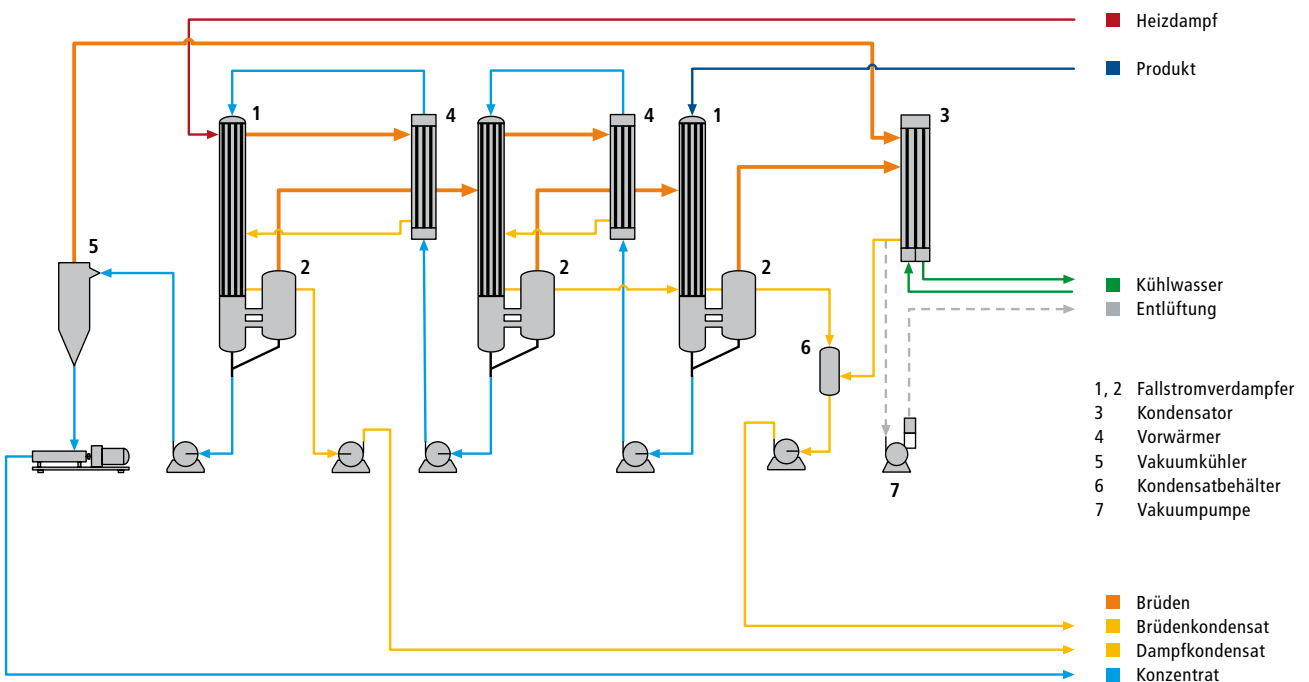 Heizdampf
Produkt
1
4
4
1
3
5
2
2
2
Kühlwasser
Entlüftung
6
1, 2 Fallstromverdampfer
3 Kondensator
4 Vorwärmer
5 Vakuumkühler
6 Kondensatbehälter
7 Vakuumpumpe
7
Brüden
Brüdenkondensat
Dampfkondensat
Konzentrat